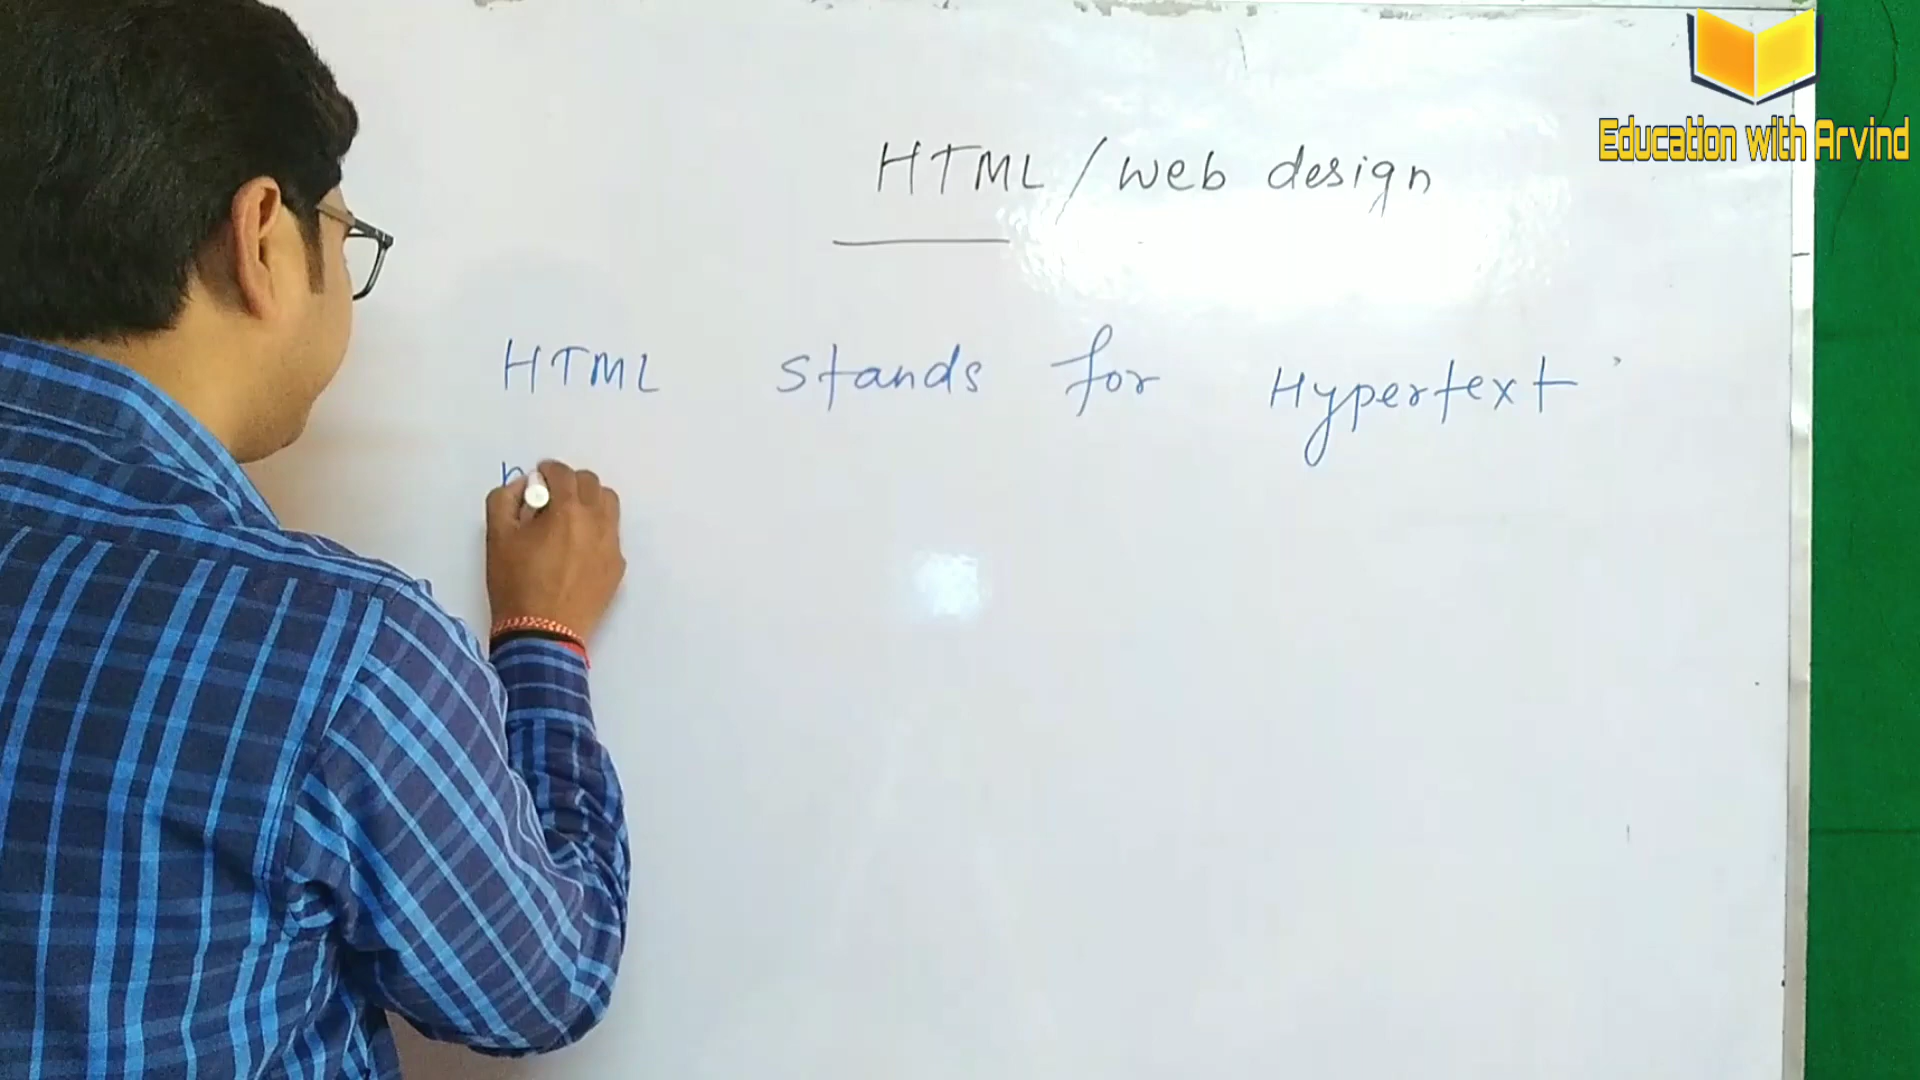 Education with Arvind
HTML / web design
HTML stands for Hypertext